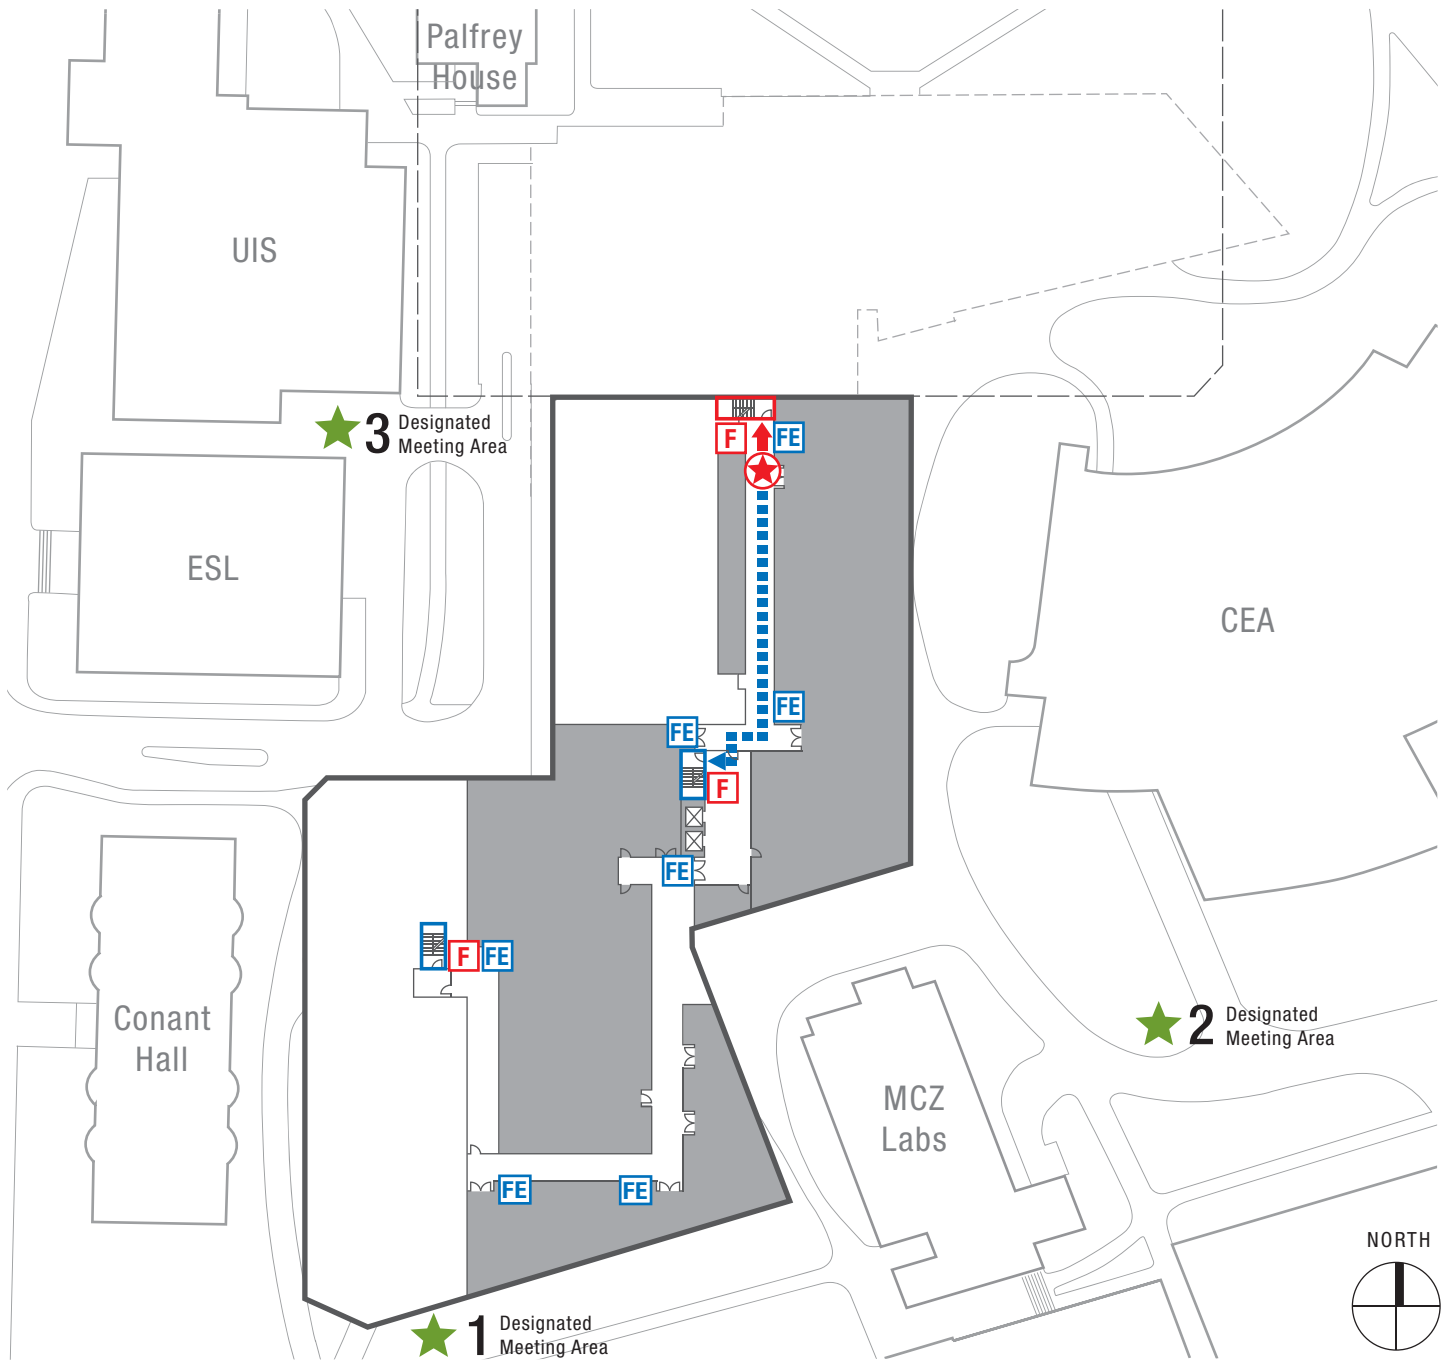 Palfrey
House
UIS
3 Designated
Meeting Area
F
FE
ESL
CEA
FE
FE
F
FE
F
FE
Conant
Hall
2 Designated
Meeting Area
MCZ
Labs
FE
FE
NORTH
1 Designated
Meeting Area